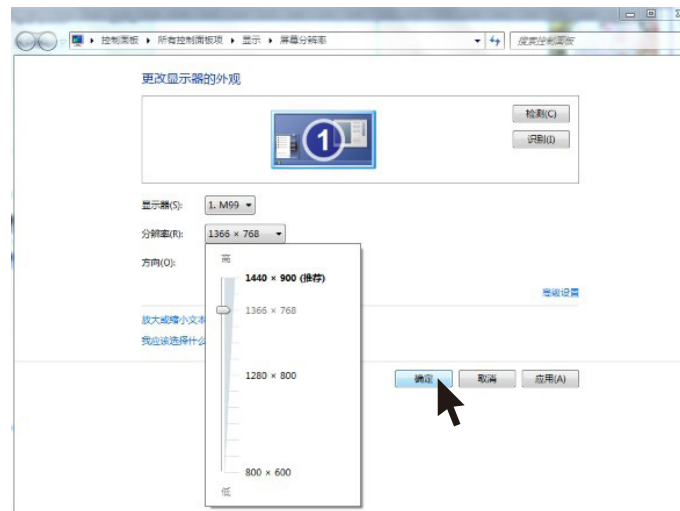 控制面板 ▸ 所有控制面板项 ▸ 显示 ▸ 屏幕分辨率
搜索控制面板
更改显示器的外观
1
检测(C)
识别(I)
显示器(S): 1. M99
分辨率(R): 1366 × 768
方向(O):
高
1440 × 900 (推荐)
1366 × 768
1280 × 800
800 × 600
低
高级设置
放大或缩小文本
我应该选择什么
确定 取消 应用(A)